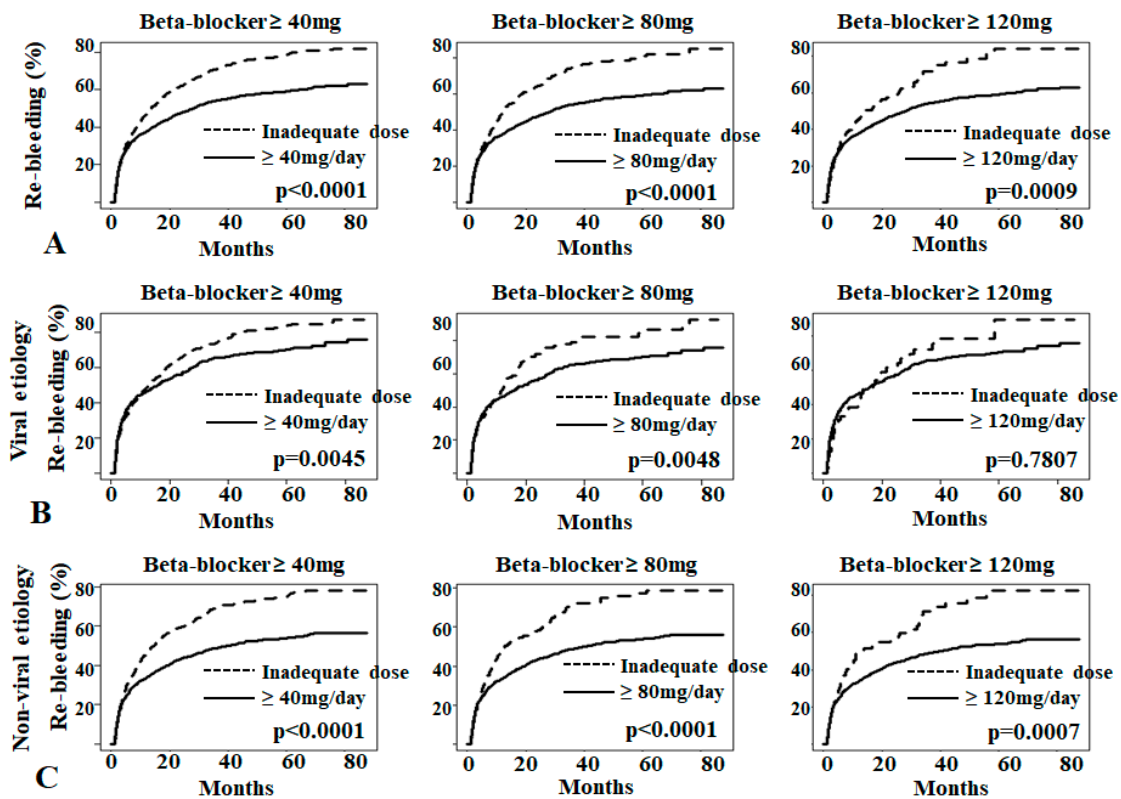 Beta-blocker ≥ 40mg
Re-bleeding (%)
80
60
40
20
Inadequate dose
≥ 40mg/day
p<0.0001
0 20 40 60 80
Months
A
Beta-blocker ≥ 80mg
80
60
40
20
Inadequate dose
≥ 80mg/day
p<0.0001
0 20 40 60 80
Months
Beta-blocker ≥ 120mg
80
60
40
20
Inadequate dose
≥ 120mg/day
p=0.0009
0 20 40 60 80
Months
Beta-blocker ≥ 40mg
Viral etiology
Re-bleeding (%)
80
60
40
20
Inadequate dose
≥ 40mg/day
p=0.0045
0 20 40 60 80
Months
B
Beta-blocker ≥ 80mg
80
60
40
20
Inadequate dose
≥ 80mg/day
p=0.0048
0 20 40 60 80
Months
Beta-blocker ≥ 120mg
80
60
40
20
Inadequate dose
≥ 120mg/day
p=0.7807
0 20 40 60 80
Months
Beta-blocker ≥ 40mg
Non-viral etiology
Re-bleeding (%)
80
60
40
20
Inadequate dose
≥ 40mg/day
p<0.0001
0 20 40 60 80
Months
C
Beta-blocker ≥ 80mg
80
60
40
20
Inadequate dose
≥ 80mg/day
p<0.0001
0 20 40 60 80
Months
Beta-blocker ≥ 120mg
80
60
40
20
Inadequate dose
≥ 120mg/day
p=0.0007
0 20 40 60 80
Months